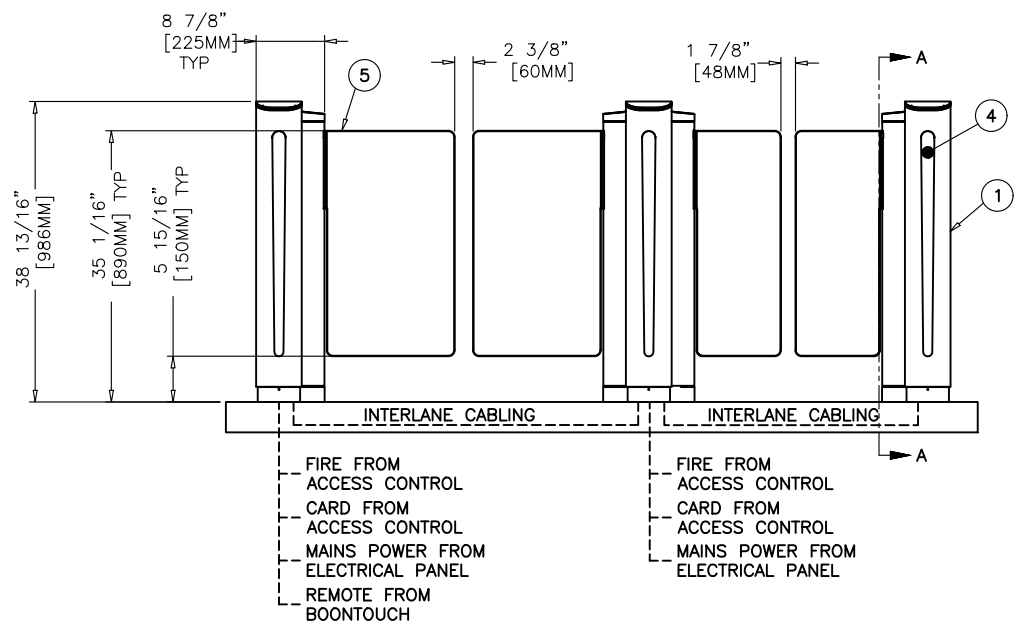 8 7/8”
[225MM]
TYP
2 3/8”
[60MM]
1 7/8”
[48MM]
A
5
4
1
38 13/16”
[986MM]
35 1/16”
[890MM] TYP
5 15/16”
[150MM] TYP
INTERLANE CABLING
INTERLANE CABLING
A
FIRE FROM
ACCESS CONTROL
CARD FROM
ACCESS CONTROL
MAINS POWER FROM
ELECTRICAL PANEL
REMOTE FROM
BOONTOUCH
FIRE FROM
ACCESS CONTROL
CARD FROM
ACCESS CONTROL
MAINS POWER FROM
ELECTRICAL PANEL